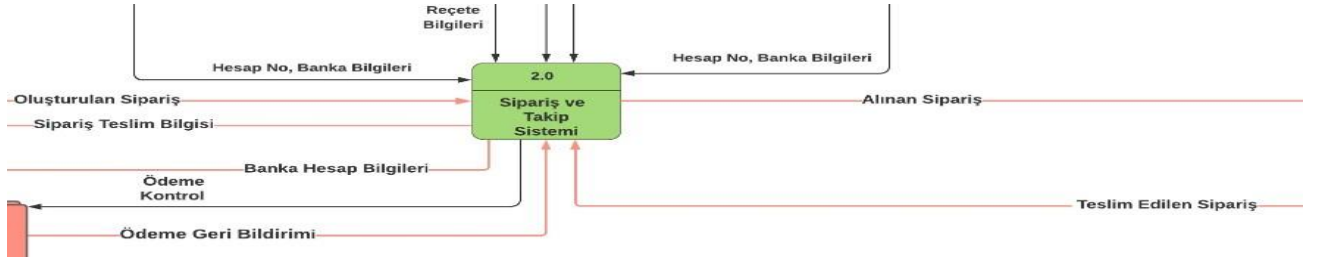 Reçete
Bilgileri
Hesap No, Banka Bilgileri
Hesap No, Banka Bilgileri
2.0
Oluşturulan Sipariş
Sipariş ve
Takip
Sistemi
Alınan Sipariş
Sipariş Teslim Bilgisi
Banka Hesap Bilgileri
Ödeme
Kontrol
Teslim Edilen Sipariş
Ödeme Geri Bildirimi